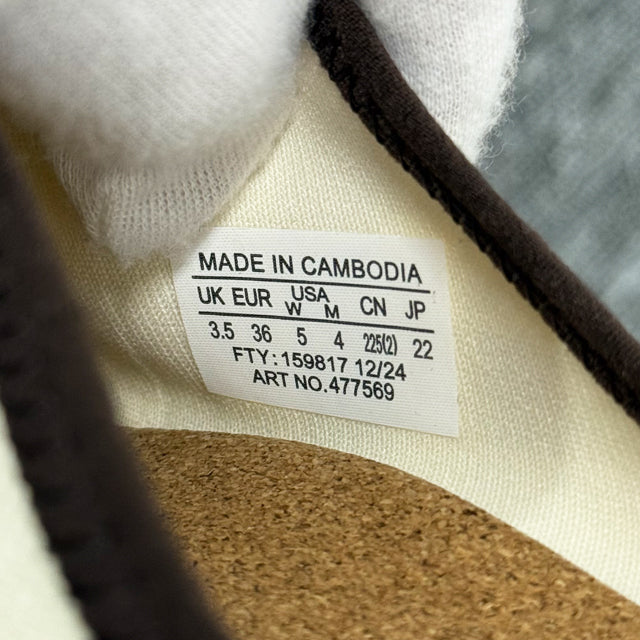 MADE IN CAMBODIA
UK EUR USA W M CN JP
3.5 36 5 4 225(2) 22
FTY: 159817 12/24
ART NO.477569